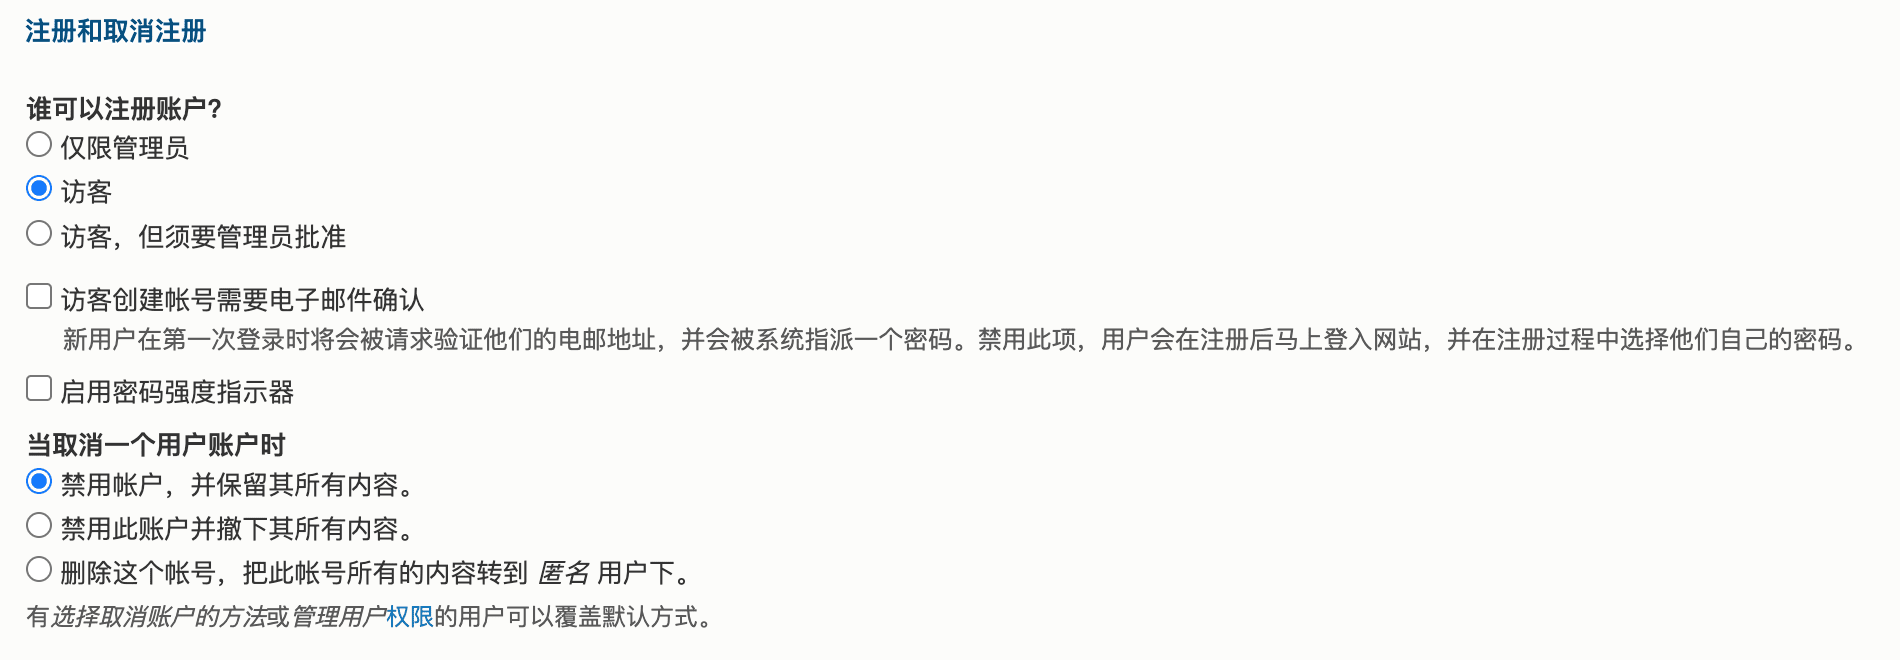 注册和取消注册
谁可以注册账户?
仅限管理员
访客
访客，但须要管理员批准
访客创建帐号需要电子邮件确认
新用户在第一次登录时将会被请求验证他们的电邮地址，并会被系统指派一个密码。禁用此项，用户会在注册后马上登入网站，并在注册过程中选择他们自己的密码。
启用密码强度指示器
当取消一个用户账户时
禁用帐户，并保留其所有内容。
禁用此账户并撤下其所有内容。
删除这个帐号，把此帐号所有的内容转到 匿名 用户下。
有选择取消账户的方法或管理用户权限的用户可以覆盖默认方式。